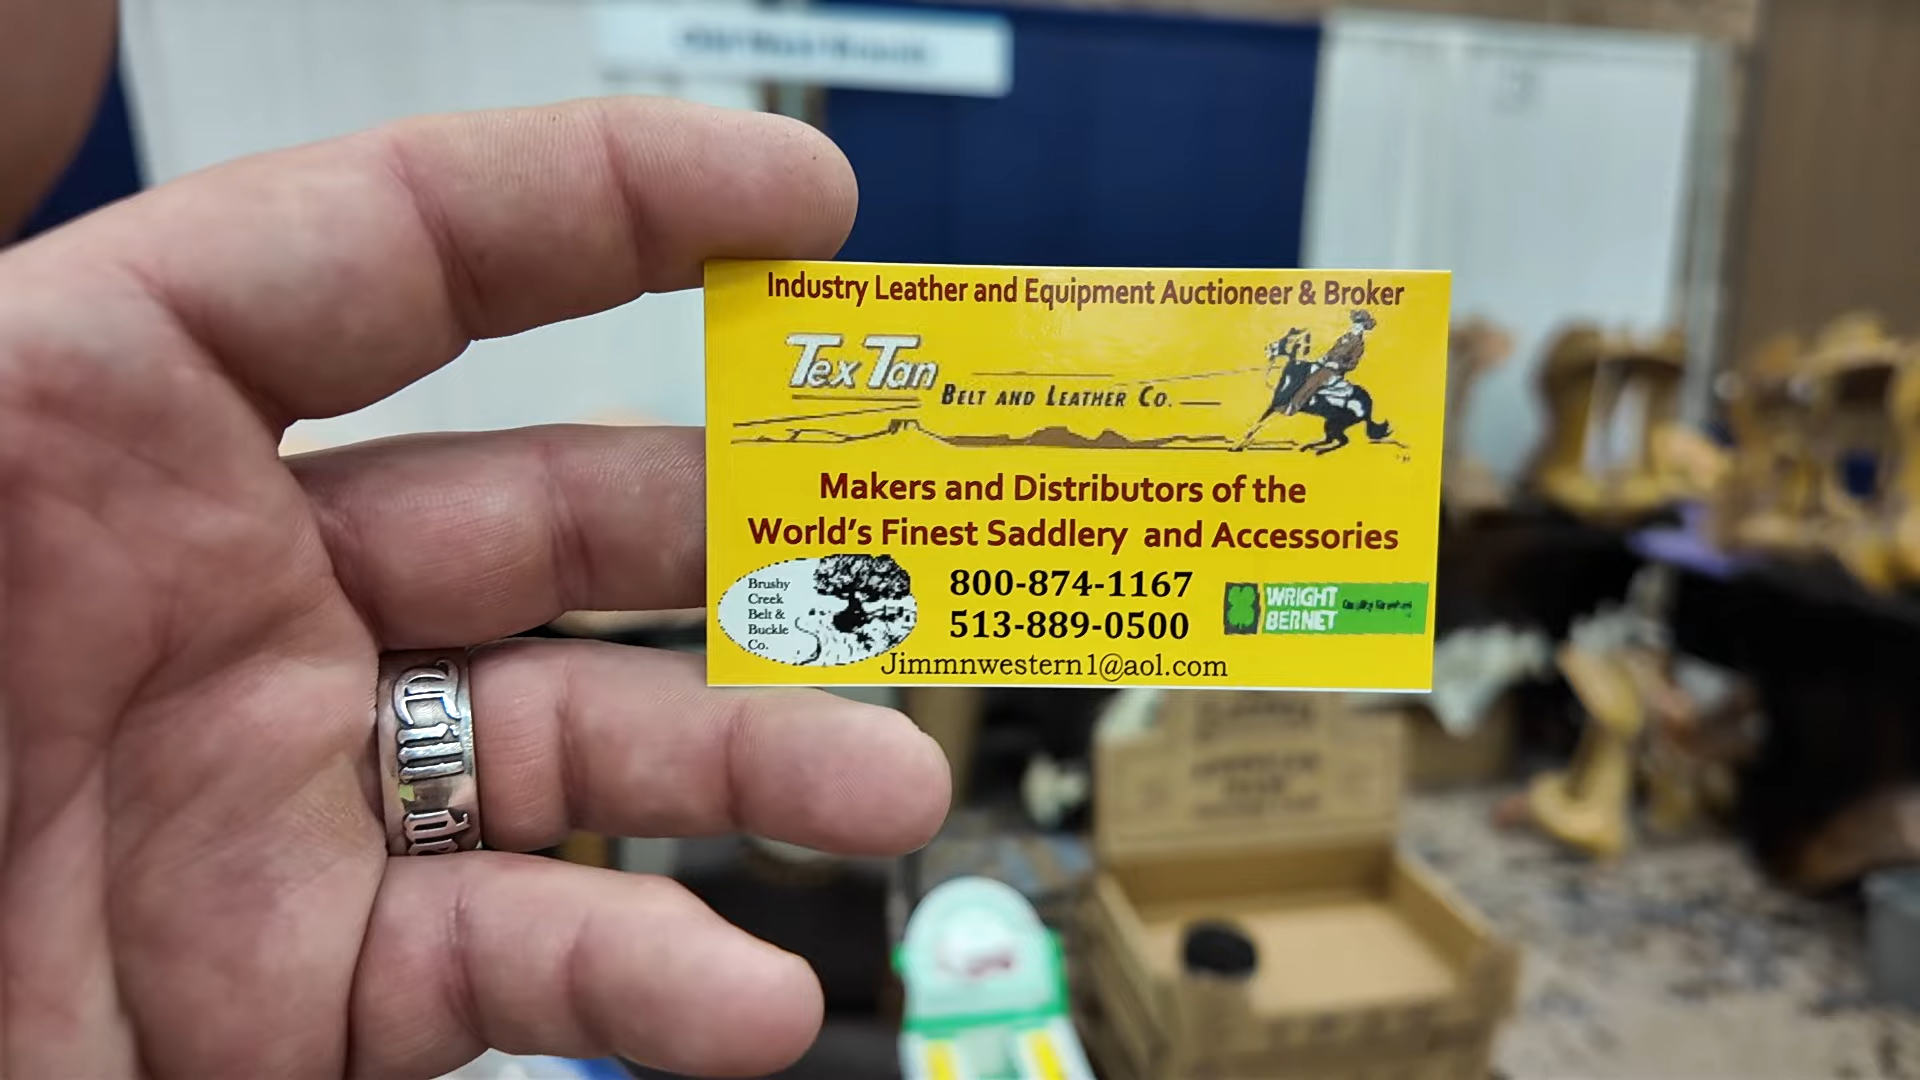 Industry Leather and Equipment Auctioneer & Broker
Tex Tan
Belt and Leather Co.
Makers and Distributors of the
World's Finest Saddlery and Accessories
Brushy
Creek
Belt &
Buckle
Co.
800-874-1167
513-889-0500
Jimmnwestern1@aol.com
WRIGHT
BERNET
Till